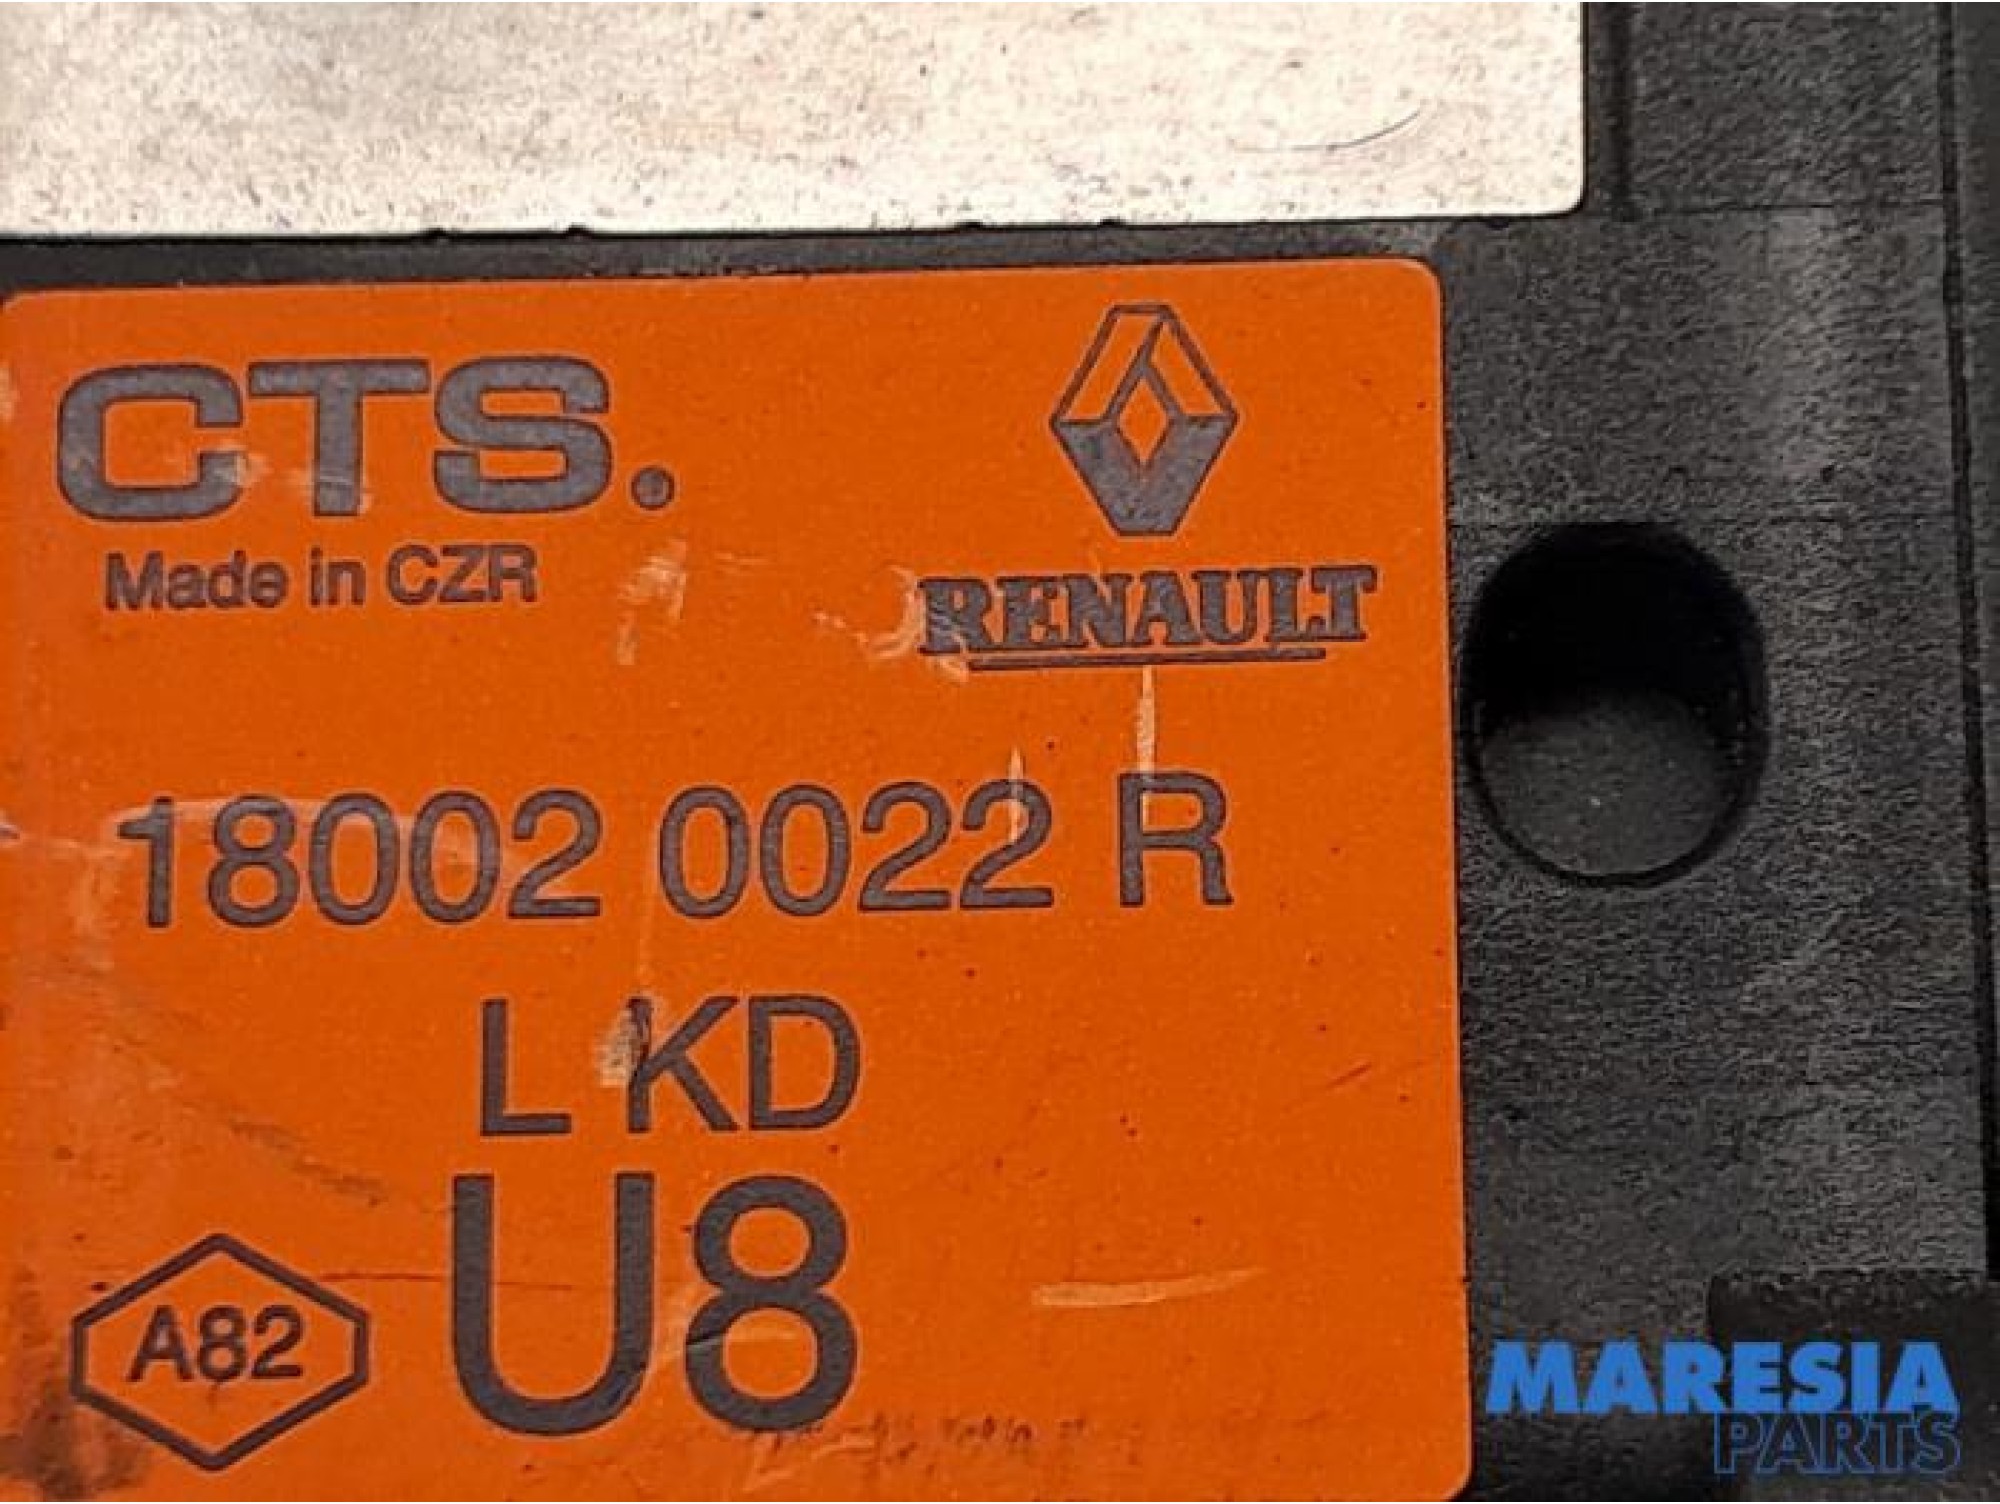 CTS.
Made in CZR
RENAULT
18002 0022 R
L KD
U8
A82
MARESIA
PARTS